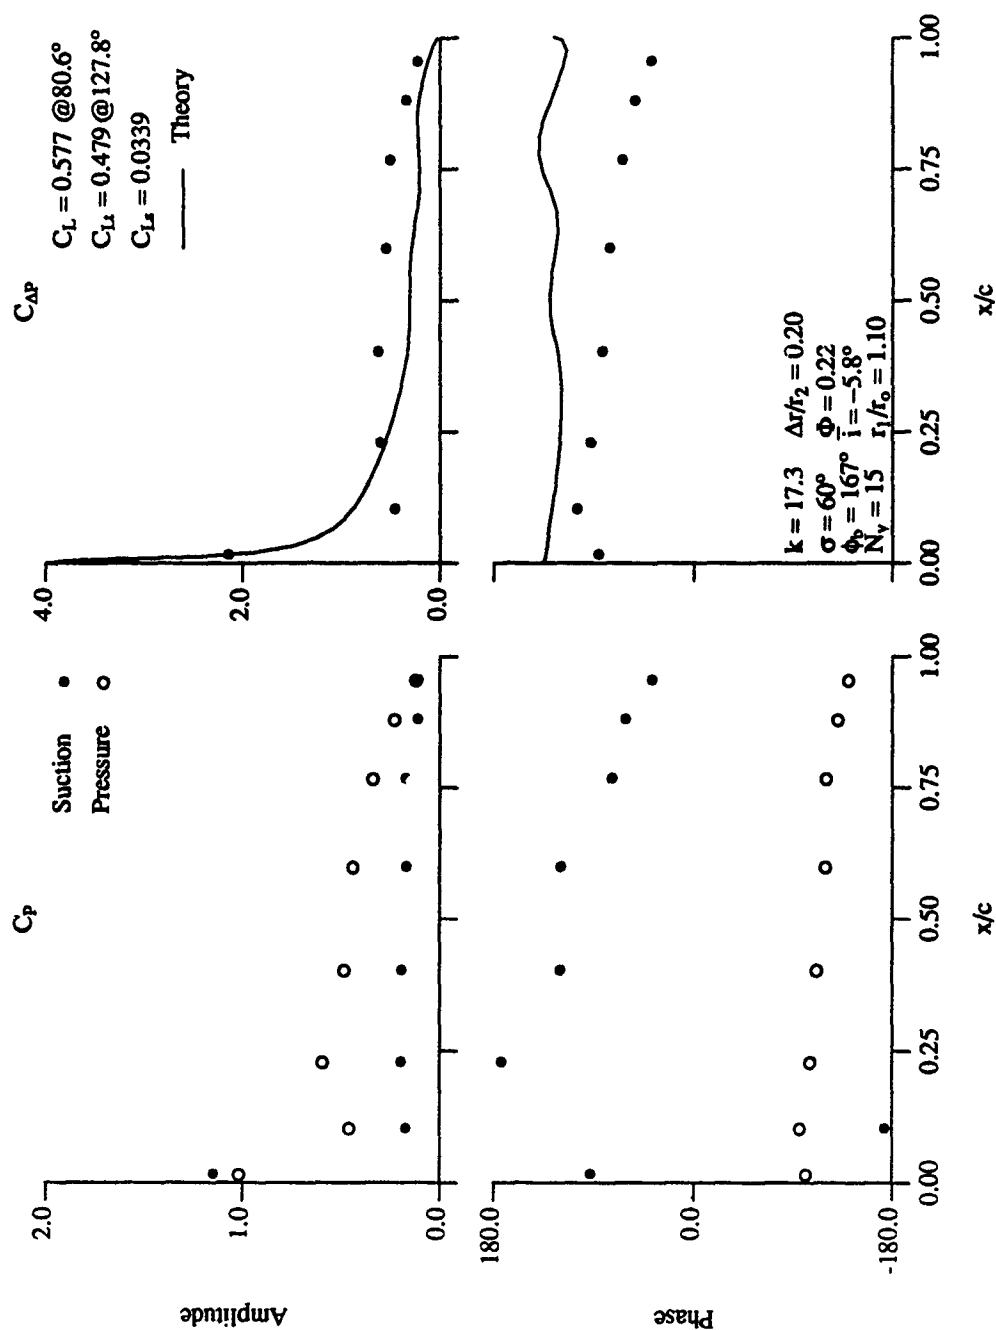 C_P
C_ΔP
Suction
Pressure
C_L = 0.577 @80.6°
C_Lt = 0.479 @127.8°
C_Ls = 0.0339
Theory
Amplitude
2.0
1.0
0.0
4.0
2.0
0.0
0.00 0.25 0.50 0.75 1.00
Phase
180.0
0.0
-180.0
k = 17.3 Δr/r₂ = 0.20
σ = 60° Φ = 0.22
ϕ_b = 167° i̅ = −5.8°
N_v = 15 r₁/r_o = 1.10
0.00 0.25 0.50 0.75 1.00
x/c
x/c